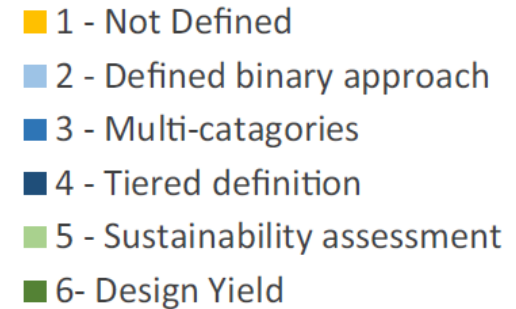 1 - Not Defined
2 - Defined binary approach
3 - Multi-catagories
4 - Tiered definition
5 - Sustainability assessment
6- Design Yield